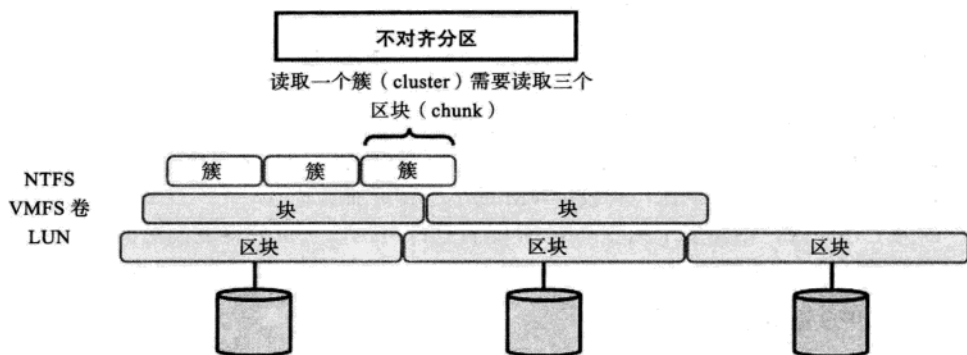 不对齐分区
读取一个簇（cluster）需要读取三个
区块（chunk）
NTFS
簇 簇 簇
VMFS 卷
块 块
LUN
区块 区块 区块